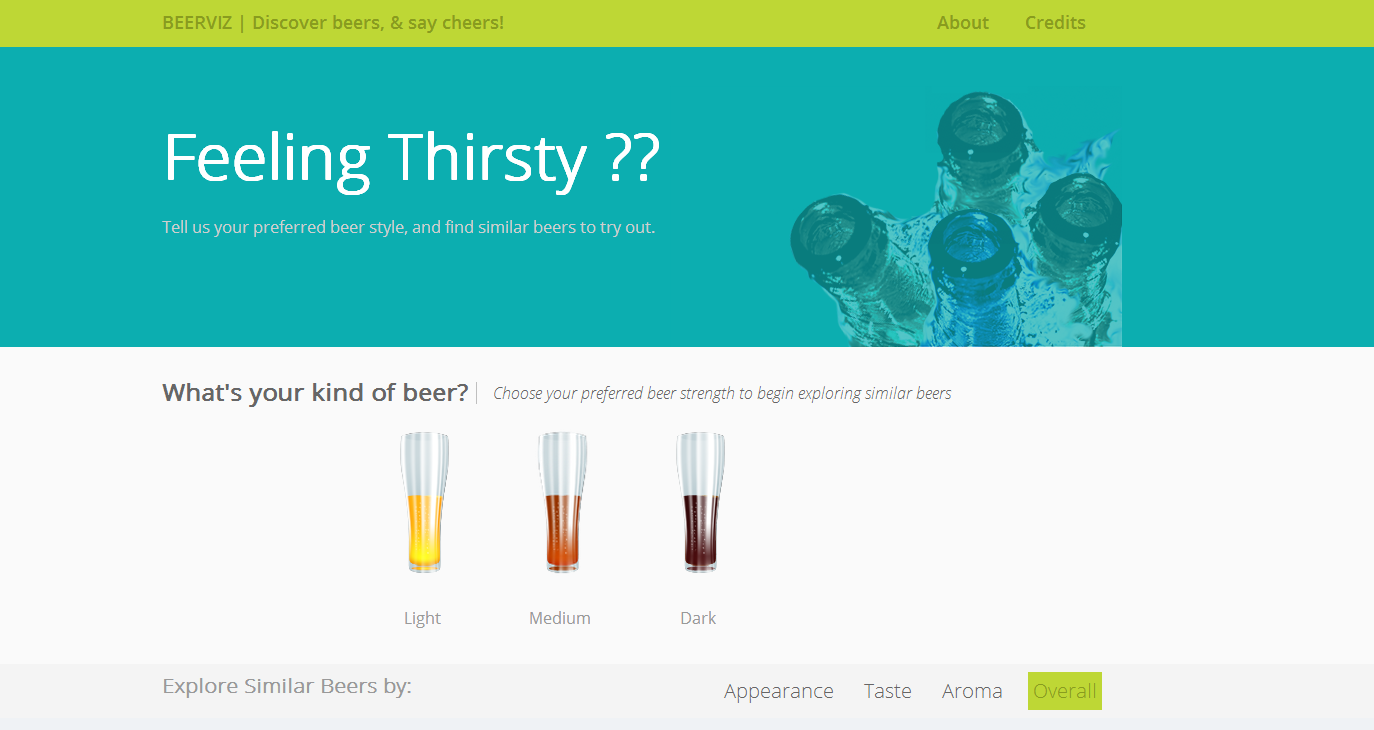 BEERVIZ | Discover beers, & say cheers!
About
Credits
Feeling Thirsty ??
Tell us your preferred beer style, and find similar beers to try out.
What's your kind of beer?
Choose your preferred beer strength to begin exploring similar beers
Light
Medium
Dark
Explore Similar Beers by:
Appearance
Taste
Aroma
Overall